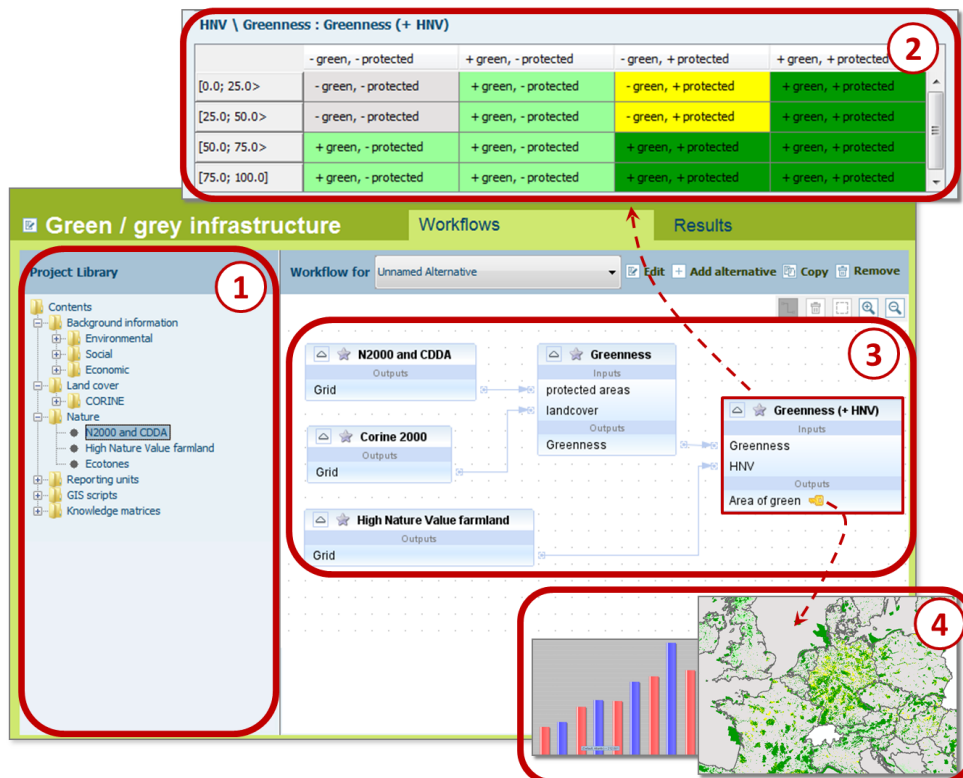 HNV \ Greenness : Greenness (+ HNV)
2
- green, - protected + green, - protected - green, + protected + green, + protected
[0.0; 25.0> - green, - protected + green, - protected - green, + protected + green, + protected
[25.0; 50.0> - green, - protected + green, - protected - green, + protected + green, + protected
[50.0; 75.0> + green, - protected + green, - protected + green, + protected + green, + protected
[75.0; 100.0] + green, - protected + green, - protected + green, + protected + green, + protected
Green / grey infrastructure
Workflows
Results
Project Library
1
Workflow for Unnamed Alternative Edit Add alternative Copy Remove
Contents
Background information
Environmental
Social
Economic
Land cover
CORINE
Nature
N2000 and CDDA
High Nature Value farmland
Ecotones
Reporting units
GIS scripts
Knowledge matrices
3
N2000 and CDDA
Outputs
Grid
Corine 2000
Outputs
Grid
High Nature Value farmland
Outputs
Grid
Greenness
Inputs
protected areas
landcover
Outputs
Greenness
Greenness (+ HNV)
Inputs
Greenness
HNV
Outputs
Area of green
4